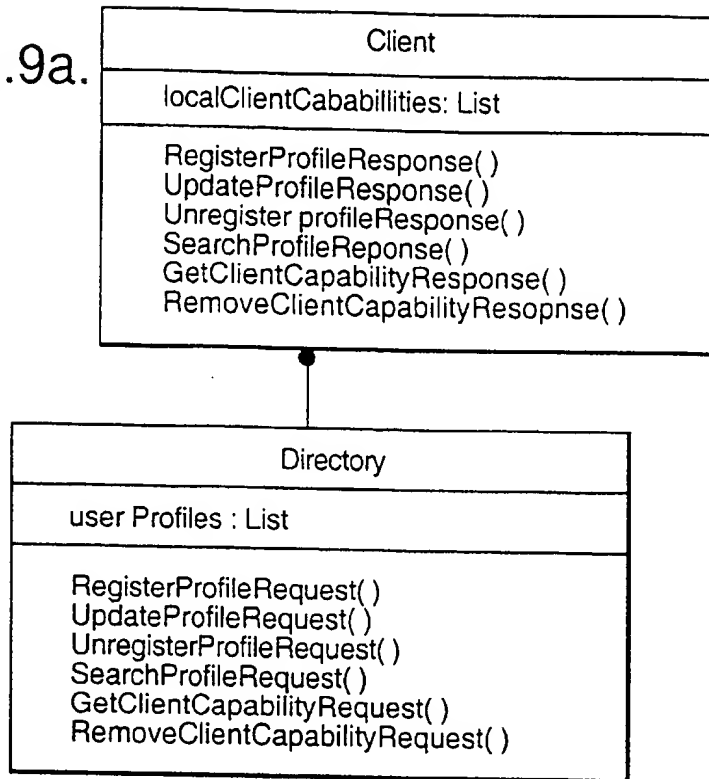 .9a.
Client
localClientCababillities: List
RegisterProfileResponse( )
UpdateProfileResponse( )
Unregister profileResponse( )
SearchProfileReponse( )
GetClientCapabilityResponse( )
RemoveClientCapabilityResopnse( )
Directory
user Profiles : List
RegisterProfileRequest( )
UpdateProfileRequest( )
UnregisterProfileRequest( )
SearchProfileRequest( )
GetClientCapabilityRequest( )
RemoveClientCapabilityRequest( )